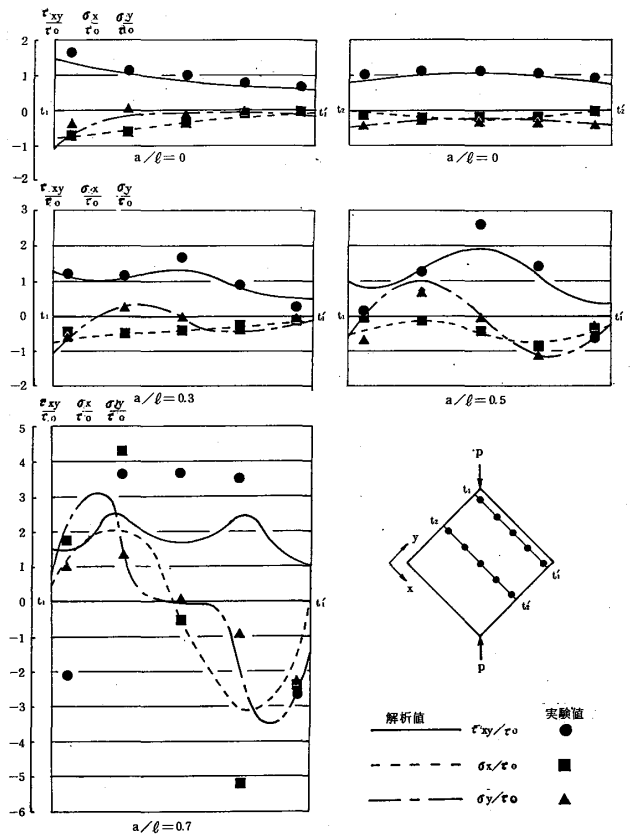 τxy/τo σx/τo σy/τo
2
1
0
-1
-2
t₁ t₁′
a/ℓ=0
t₂ t₂′
a/ℓ=0
τxy/τo σx/τo σy/τo
3
2
1
0
-1
-2
t₁ t₁′
a/ℓ=0.3
t₁ t₁′
a/ℓ=0.5
τxy/τo σx/τo σy/τo
5
4
3
2
1
0
-1
-2
-3
-4
-5
-6
t₁ t₁′
a/ℓ=0.7
p
t₁
t₂
y
x
t₁′
t₂′
p
解析値 実験値
τxy/τo
σx/τo
σy/τo